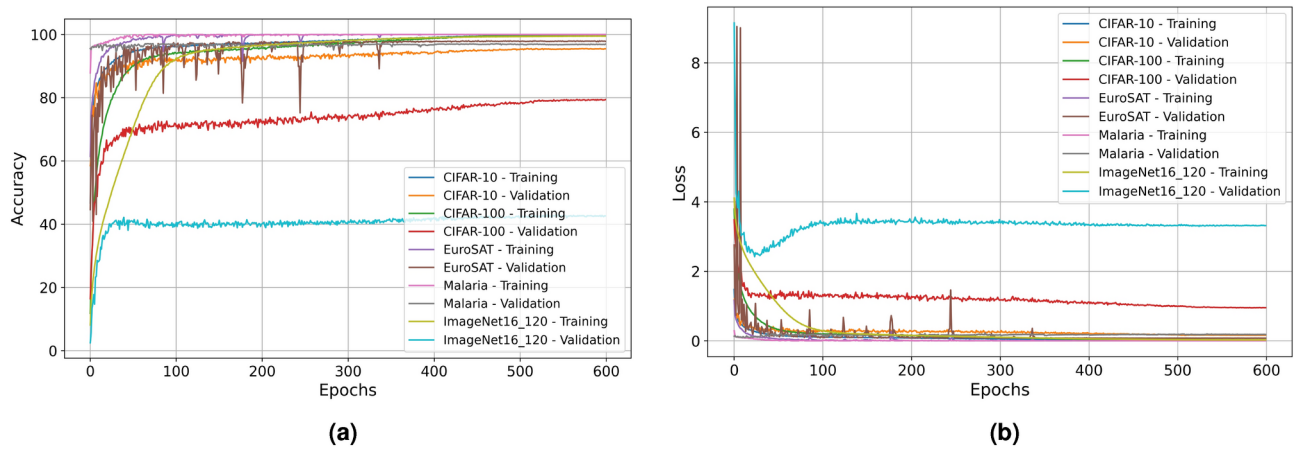 100
80
60
40
20
0
Accuracy
0 100 200 300 400 500 600
Epochs
CIFAR-10 - Training
CIFAR-10 - Validation
CIFAR-100 - Training
CIFAR-100 - Validation
EuroSAT - Training
EuroSAT - Validation
Malaria - Training
Malaria - Validation
ImageNet16_120 - Training
ImageNet16_120 - Validation
(a)
8
6
4
2
0
Loss
0 100 200 300 400 500 600
Epochs
CIFAR-10 - Training
CIFAR-10 - Validation
CIFAR-100 - Training
CIFAR-100 - Validation
EuroSAT - Training
EuroSAT - Validation
Malaria - Training
Malaria - Validation
ImageNet16_120 - Training
ImageNet16_120 - Validation
(b)